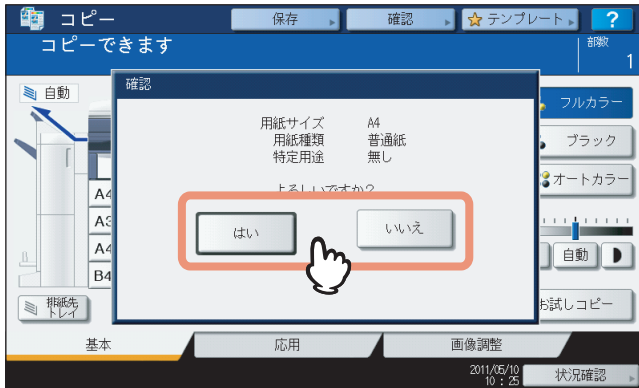 コピー
保存
確認
テンプレート
?
コピーできます
部数
1
自動
確認
フルカラー
用紙サイズ A4
用紙種類 普通紙
特定用途 無し
ブラック
よろしいですか?
オートカラー
A4
A3
A4
B4
はい
いいえ
自動
排紙先
トレイ
お試しコピー
基本
応用
画像調整
2011/05/10
10 : 25
状況確認